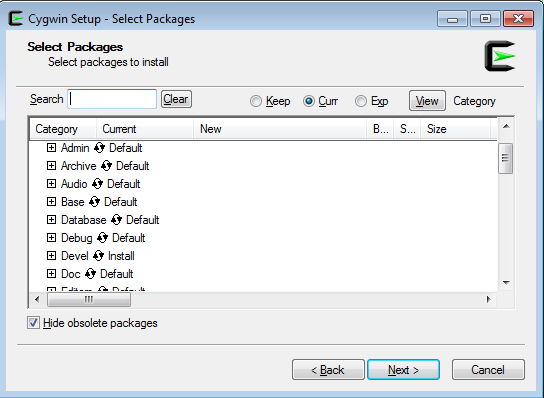 Cygwin Setup - Select Packages
Select Packages
Select packages to install
Search Clear Keep Curr Exp View Category
Category Current New B... S... Size
Admin Default
Archive Default
Audio Default
Base Default
Database Default
Debug Default
Devel Install
Doc Default
Editors Default
Hide obsolete packages
< Back Next > Cancel